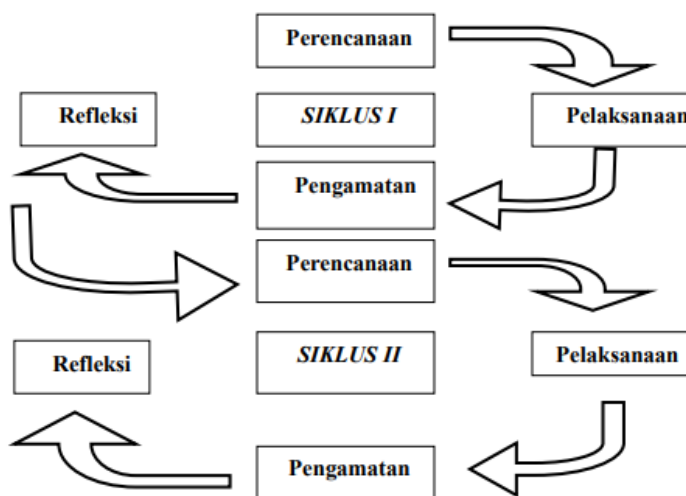 Perencanaan
Refleksi
SIKLUS I
Pelaksanaan
Pengamatan
Perencanaan
Refleksi
SIKLUS II
Pelaksanaan
Pengamatan